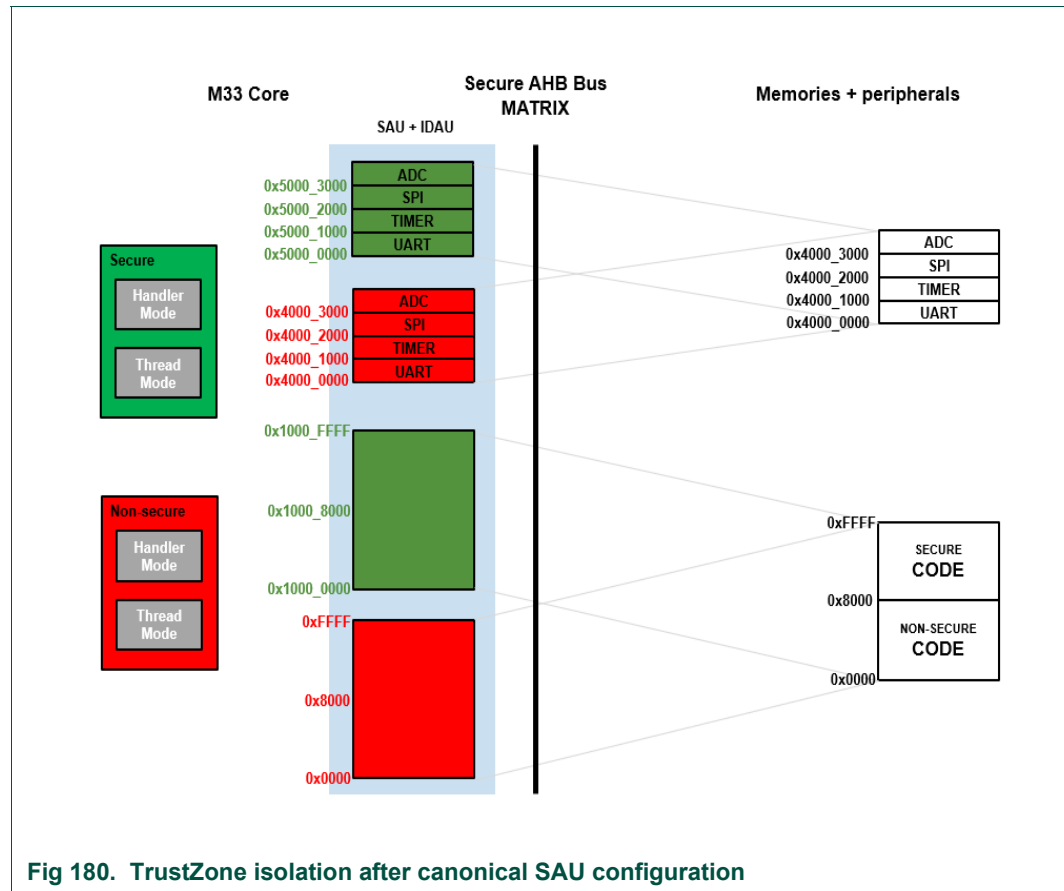 M33 Core
Secure AHB Bus
MATRIX
Memories + peripherals
SAU + IDAU
ADC
0x5000_3000
SPI
0x5000_2000
TIMER
0x5000_1000
UART
0x5000_0000
ADC
0x4000_3000
SPI
0x4000_2000
TIMER
0x4000_1000
UART
0x4000_0000
Secure
Handler
Mode
Thread
Mode
ADC
0x4000_3000
SPI
0x4000_2000
TIMER
0x4000_1000
UART
0x4000_0000
0x1000_FFFF
0x1000_8000
0x1000_0000
Non-secure
Handler
Mode
Thread
Mode
0xFFFF
0x8000
0x0000
0xFFFF
SECURE
CODE
0x8000
NON-SECURE
CODE
0x0000
Fig 180. TrustZone isolation after canonical SAU configuration